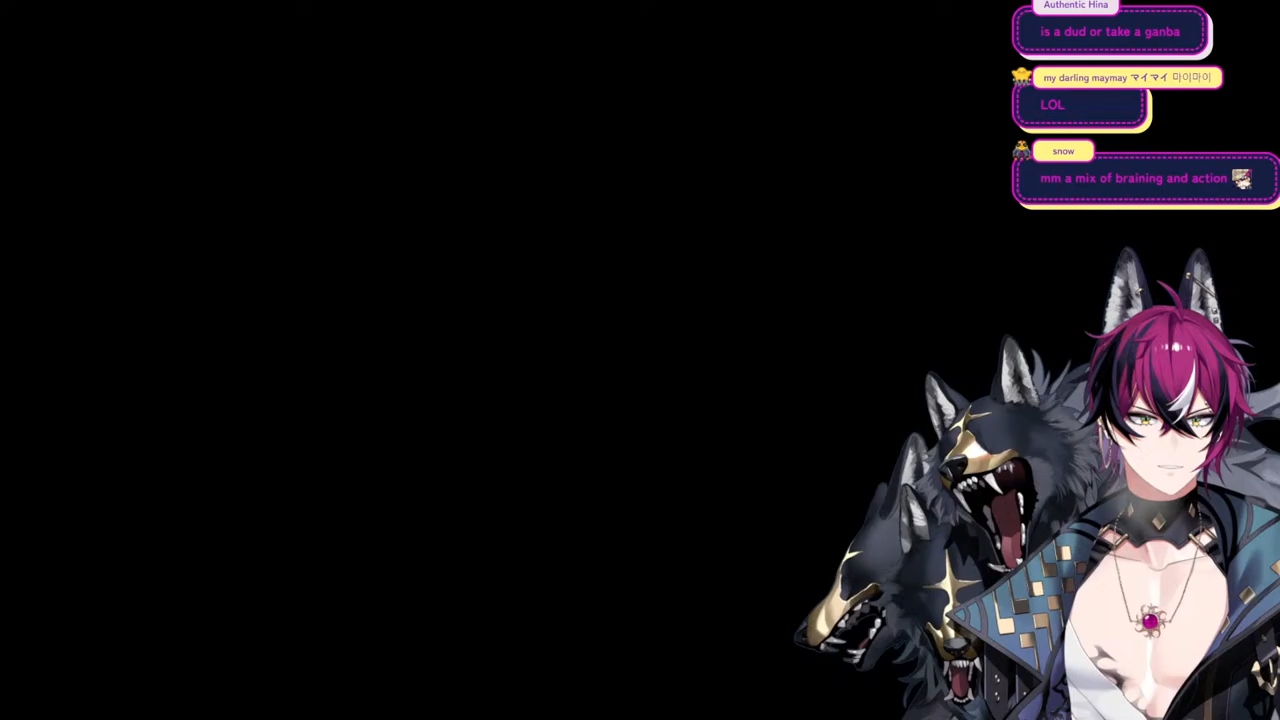 Authentic Hina
is a dud or take a ganba
my darling maymay マイマイ 마이마이
LOL
snow
mm a mix of braining and action